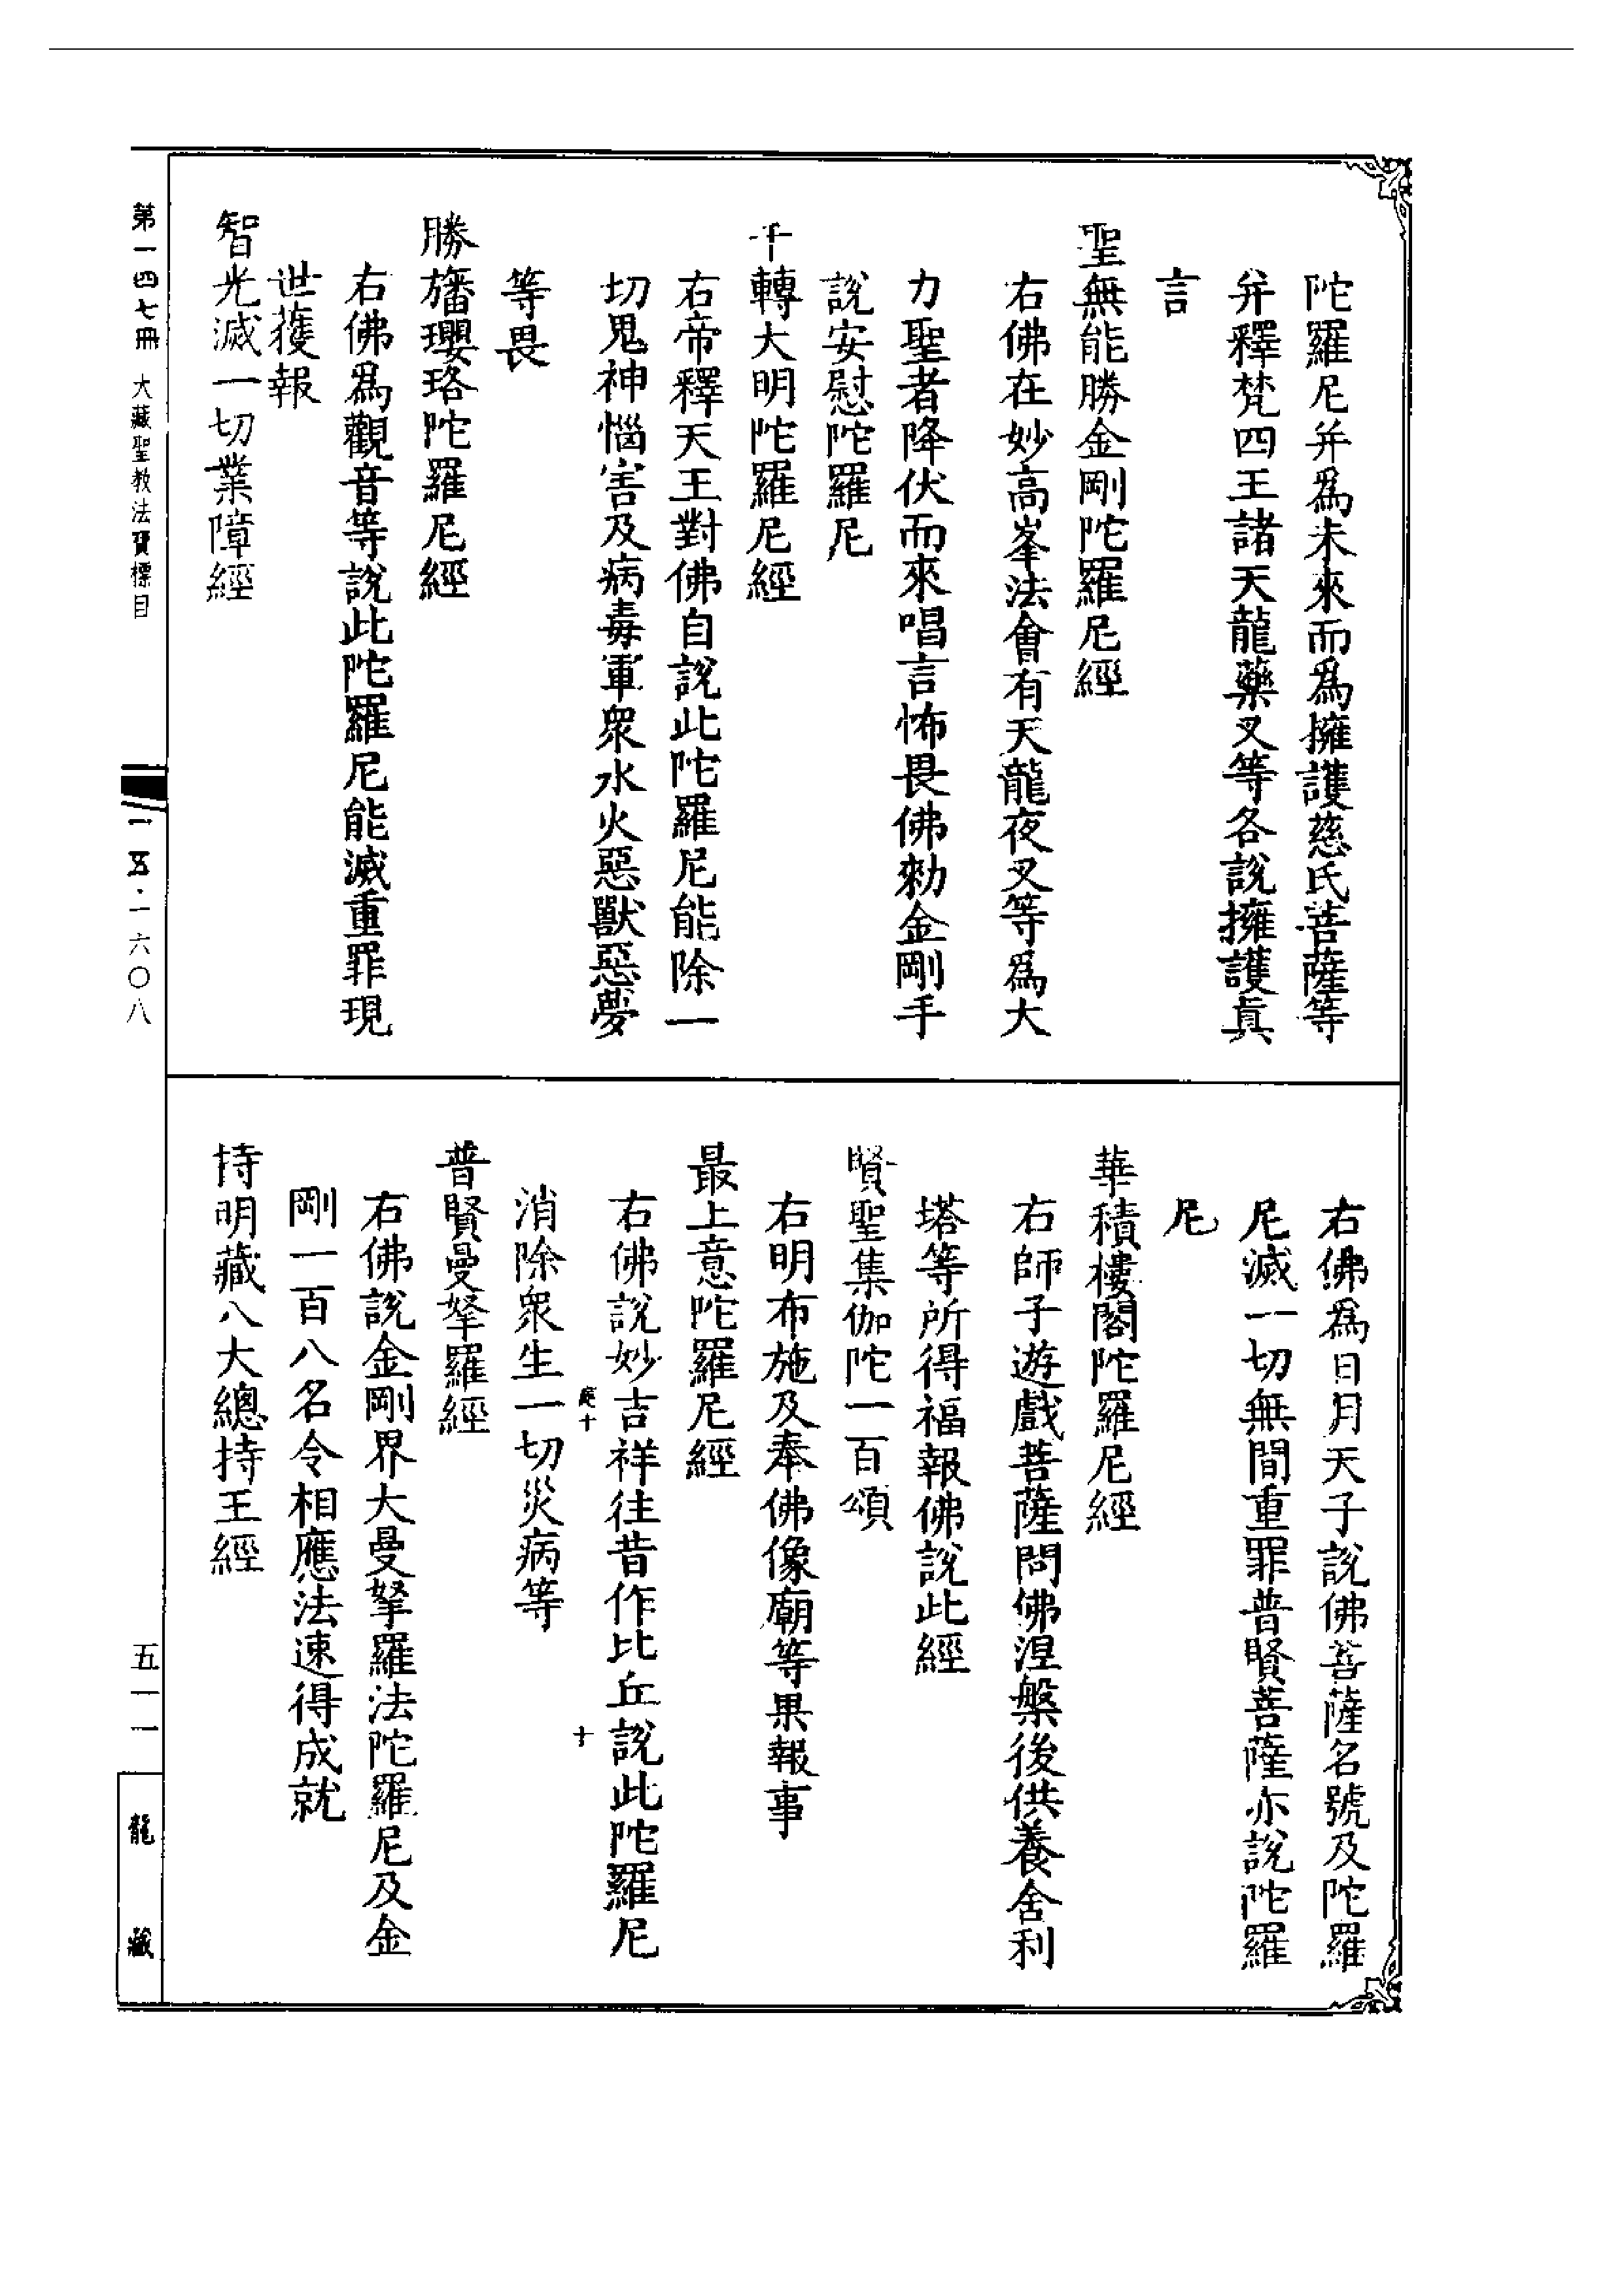 陀羅尼并為未來而為擁護慈氏菩薩等
并釋梵四王諸天龍藥叉等各說擁護真
言
聖無能勝金剛陀羅尼經
右佛在妙高峯法會有天龍夜叉等為大
力聖者降伏而來唱言怖畏佛勑金剛手
說安慰陀羅尼
千轉大明陀羅尼經
右帝釋天王對佛自說此陀羅尼能除一
切鬼神惱害及病毒軍衆水火惡獸惡夢
等畏
勝旛瓔珞陀羅尼經
右佛為觀音等說此陀羅尼能滅重罪現
世獲報
智光滅一切業障經
右佛為日月天子說佛菩薩名號及陀羅
尼滅一切無間重罪普賢菩薩亦說陀羅
尼
華積樓閣陀羅尼經
右師子遊戲菩薩問佛涅槃後供養舍利
塔等所得福報佛說此經
賢聖集伽陀一百頌
右明布施及奉佛像廟等果報事
最上意陀羅尼經
右佛說妙吉祥往昔作比丘說此陀羅尼
十
十
消除衆生一切災病等
普賢曼拏羅經
右佛說金剛界大曼拏羅法陀羅尼及金
剛一百八名令相應法速得成就
持明藏八大總持王經
第一四七冊 大藏聖教法寶標目
一五·一六〇八
五一一
龍藏